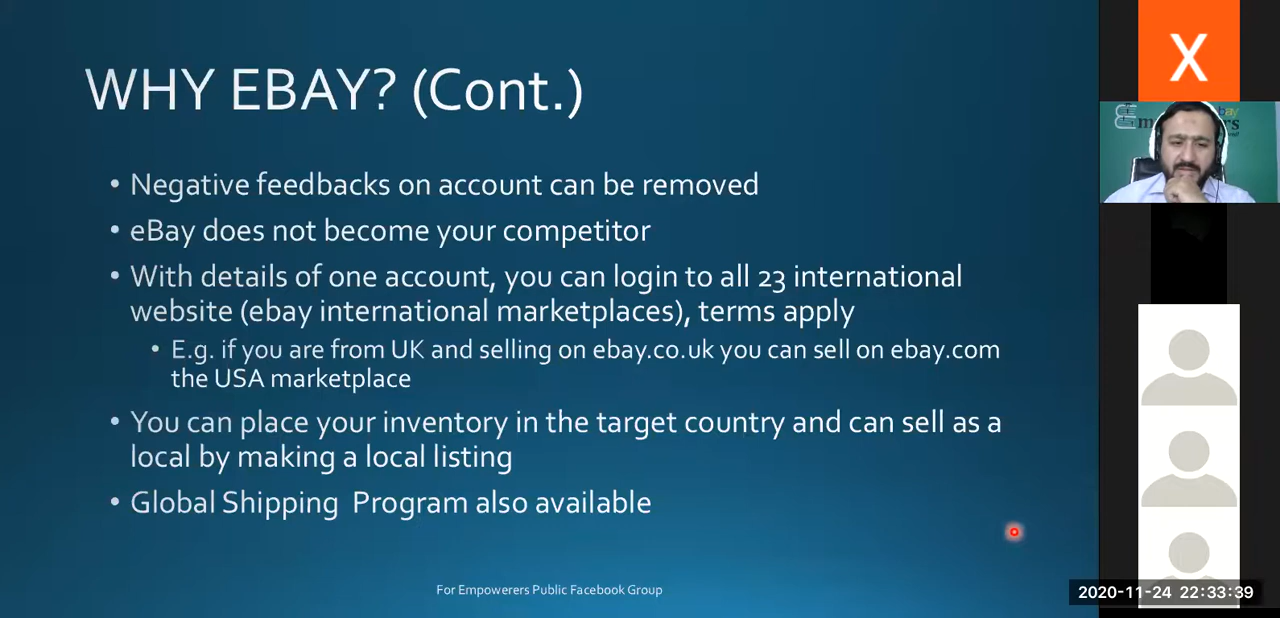 WHY EBAY? (Cont.)
• Negative feedbacks on account can be removed
• eBay does not become your competitor
• With details of one account, you can login to all 23 international
website (ebay international marketplaces), terms apply
• E.g. if you are from UK and selling on ebay.co.uk you can sell on ebay.com
the USA marketplace
• You can place your inventory in the target country and can sell as a
local by making a local listing
• Global Shipping  Program also available
For Empowerers Public Facebook Group
X
2020-11-24 22:33:39